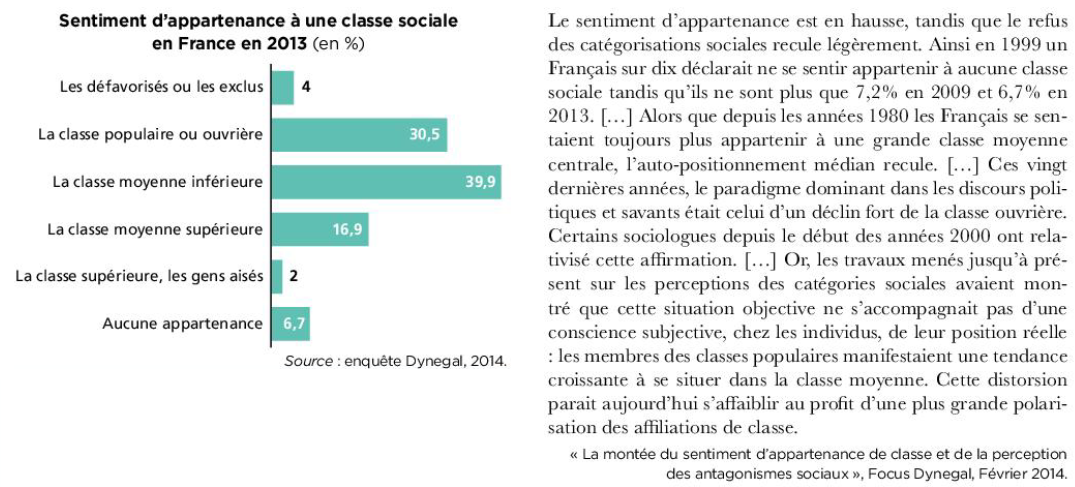 Sentiment d’appartenance à une classe sociale
en France en 2013 (en %)
Les défavorisés ou les exclus 4
La classe populaire ou ouvrière 30,5
La classe moyenne inférieure 39,9
La classe moyenne supérieure 16,9
La classe supérieure, les gens aisés 2
Aucune appartenance 6,7
Source : enquête Dynegal, 2014.
Le sentiment d’appartenance est en hausse, tandis que le refus
des catégorisations sociales recule légèrement. Ainsi en 1999 un
Français sur dix déclarait ne se sentir appartenir à aucune classe
sociale tandis qu’ils ne sont plus que 7,2% en 2009 et 6,7% en
2013. […] Alors que depuis les années 1980 les Français se sen-
taient toujours plus appartenir à une grande classe moyenne
centrale, l’auto-positionnement médian recule. […] Ces vingt
dernières années, le paradigme dominant dans les discours poli-
tiques et savants était celui d’un déclin fort de la classe ouvrière.
Certains sociologues depuis le début des années 2000 ont rela-
tivisé cette affirmation. […] Or, les travaux menés jusqu’à pré-
sent sur les perceptions des catégories sociales avaient mon-
tré que cette situation objective ne s’accompagnait pas d’une
conscience subjective, chez les individus, de leur position réelle
: les membres des classes populaires manifestaient une tendance
croissante à se situer dans la classe moyenne. Cette distorsion
parait aujourd’hui s’affaiblir au profit d’une plus grande polari-
sation des affiliations de classe.
« La montée du sentiment d’appartenance de classe et de la perception
des antagonismes sociaux », Focus Dynegal, Février 2014.